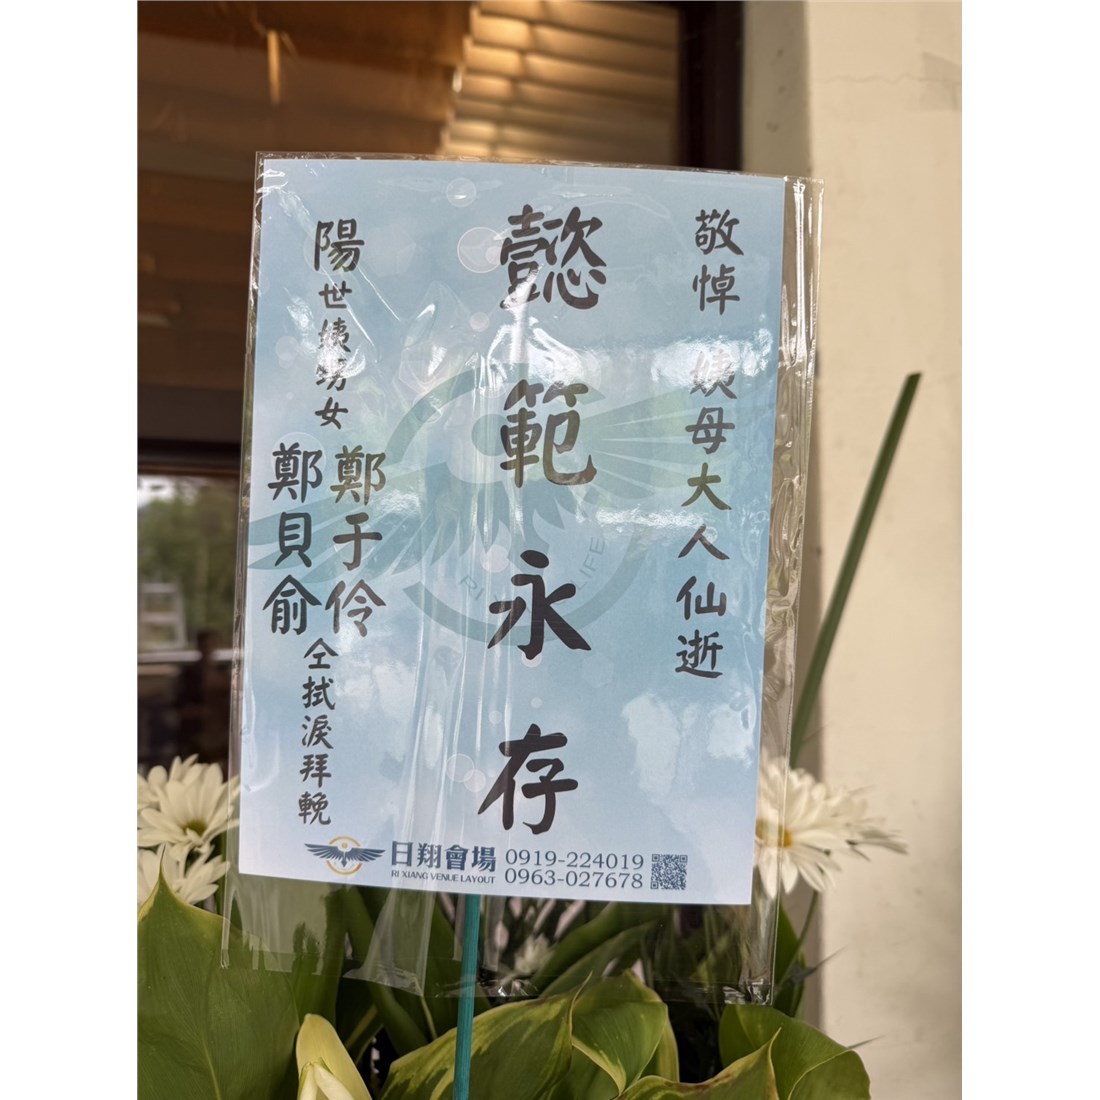 敬悼 姨母大人仙逝
懿範永存
陽世姨甥女
鄭于伶
鄭貝俞
仝拭淚拜輓
日翔會場
RI XIANG VENUE LAYOUT
0919-224019
0963-027678
RI
LIFE